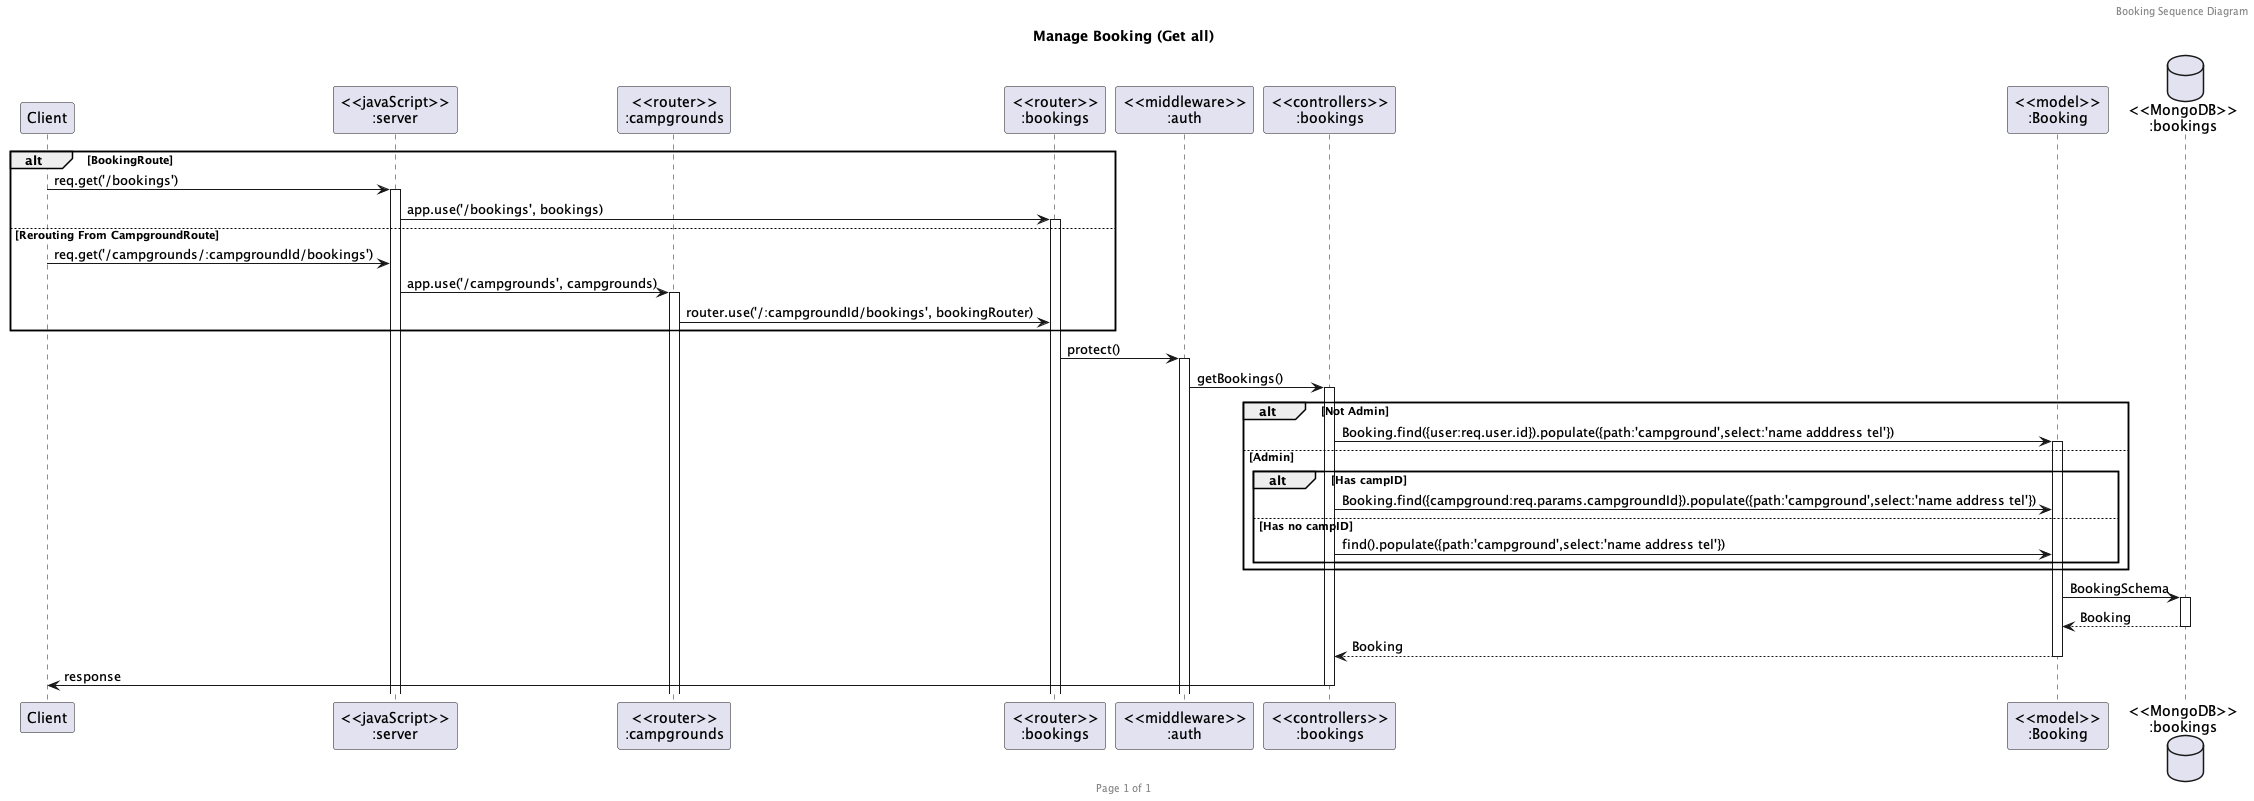 Booking Sequence Diagram
Manage Booking (Get all)
Client
<<javaScript>>
:server
<<router>>
:campgrounds
<<router>>
:bookings
<<middleware>>
:auth
<<controllers>>
:bookings
<<model>>
:Booking
<<MongoDB>>
:bookings
alt [BookingRoute]
req.get('/bookings')
app.use('/bookings', bookings)
[Rerouting From CampgroundRoute]
req.get('/campgrounds/:campgroundId/bookings')
app.use('/campgrounds', campgrounds)
router.use('/:campgroundId/bookings', bookingRouter)
protect()
getBookings()
alt [Not Admin]
Booking.find({user:req.user.id}).populate({path:'campground',select:'name adddress tel'})
[Admin]
alt [Has campID]
Booking.find({campground:req.params.campgroundId}).populate({path:'campground',select:'name address tel'})
[Has no campID]
find().populate({path:'campground',select:'name address tel'})
BookingSchema
Booking
Booking
response
Client
<<javaScript>>
:server
<<router>>
:campgrounds
<<router>>
:bookings
<<middleware>>
:auth
<<controllers>>
:bookings
<<model>>
:Booking
<<MongoDB>>
:bookings
Page 1 of 1